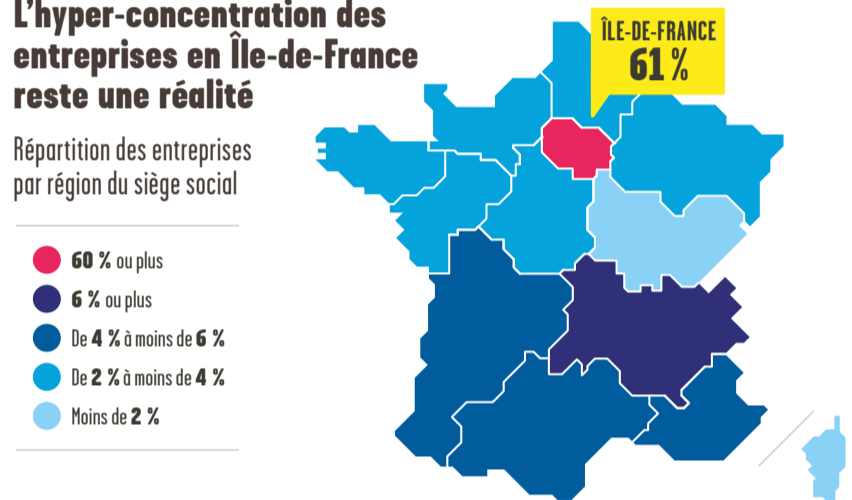 L’hyper-concentration des
entreprises en Île-de-France
reste une réalité
Répartition des entreprises
par région du siège social
60 % ou plus
6 % ou plus
De 4 % à moins de 6 %
De 2 % à moins de 4 %
Moins de 2 %
ÎLE-DE-FRANCE
61 %